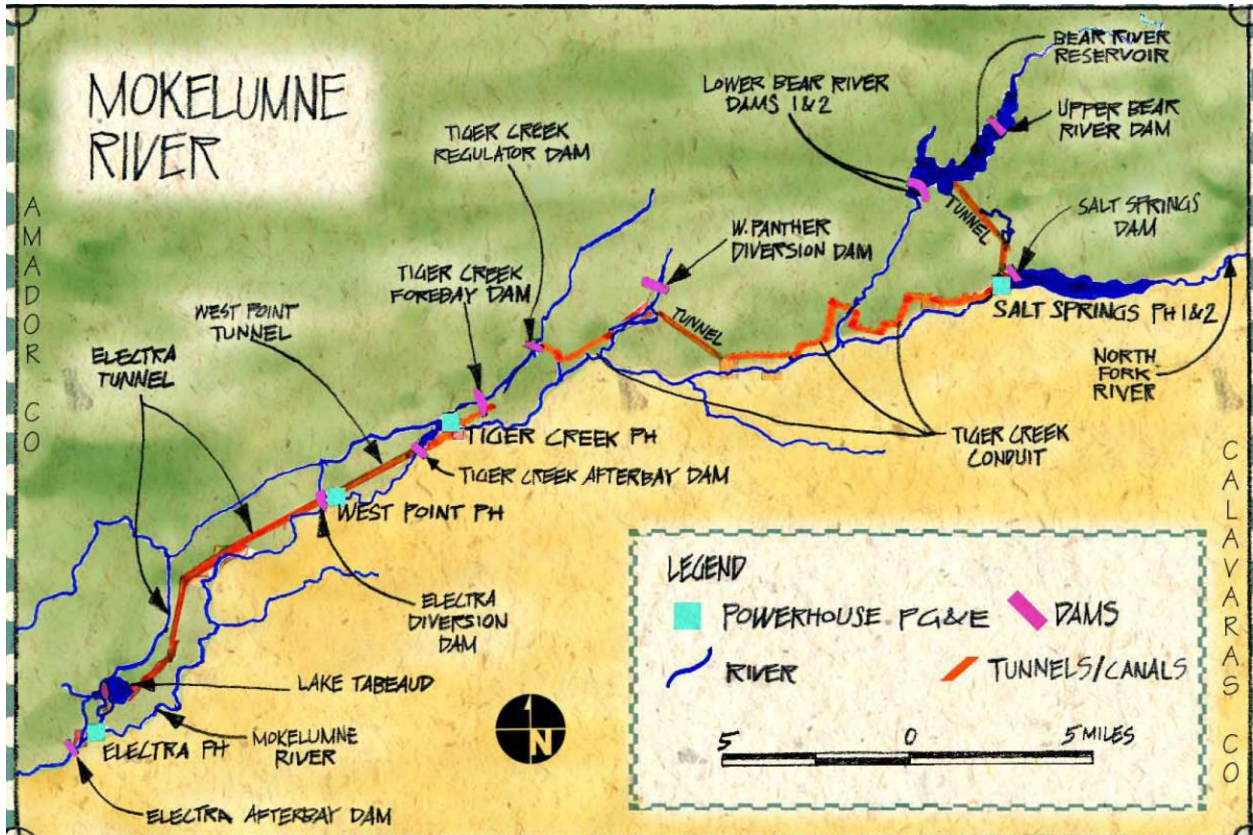 MOKELUMNE
RIVER
BEAR RIVER
RESERVOIR
LOWER BEAR RIVER
DAMS 1&2
UPPER BEAR
RIVER DAM
TIGER CREEK
REGULATOR DAM
TUNNEL
SALT SPRINGS
DAM
W. PANTHER
DIVERSION DAM
TIGER CREEK
FOREBAY DAM
SALT SPRINGS PH 1&2
WEST POINT
TUNNEL
TUNNEL
ELECTRA
TUNNEL
NORTH
FORK
RIVER
AMADOR CO
TIGER CREEK PH
TIGER CREEK
CONDUIT
TIGER CREEK AFTERBAY DAM
WEST POINT PH
CALAVARAS CO
ELECTRA
DIVERSION
DAM
LAKE TABEAUD
ELECTRA PH
MOKELUMNE
RIVER
ELECTRA AFTERBAY DAM
N
LEGEND
POWERHOUSE PG&E
DAMS
RIVER
TUNNELS/CANALS
5 0 5 MILES